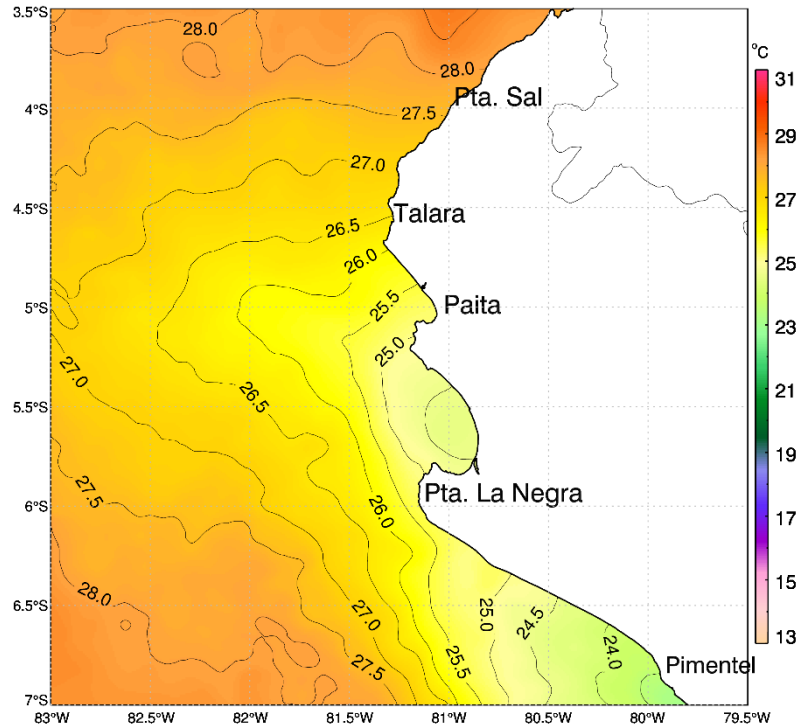 3.5°S
28.0
°C
28.0
31
27.5
Pta. Sal
4°S
29
27.0
27
4.5°S
Talara
26.5
26.0
25
25.5
5°S
Paita
23
25.0
27.0
5.5°S
26.5
21
19
27.5
Pta. La Negra
26.0
6°S
17
28.0
27.0
25.0
24.5
15
6.5°S
25.5
24.0
27.5
Pimentel
13
7°S
83°W
82.5°W
82°W
81.5°W
81°W
80.5°W
80°W
79.5°W